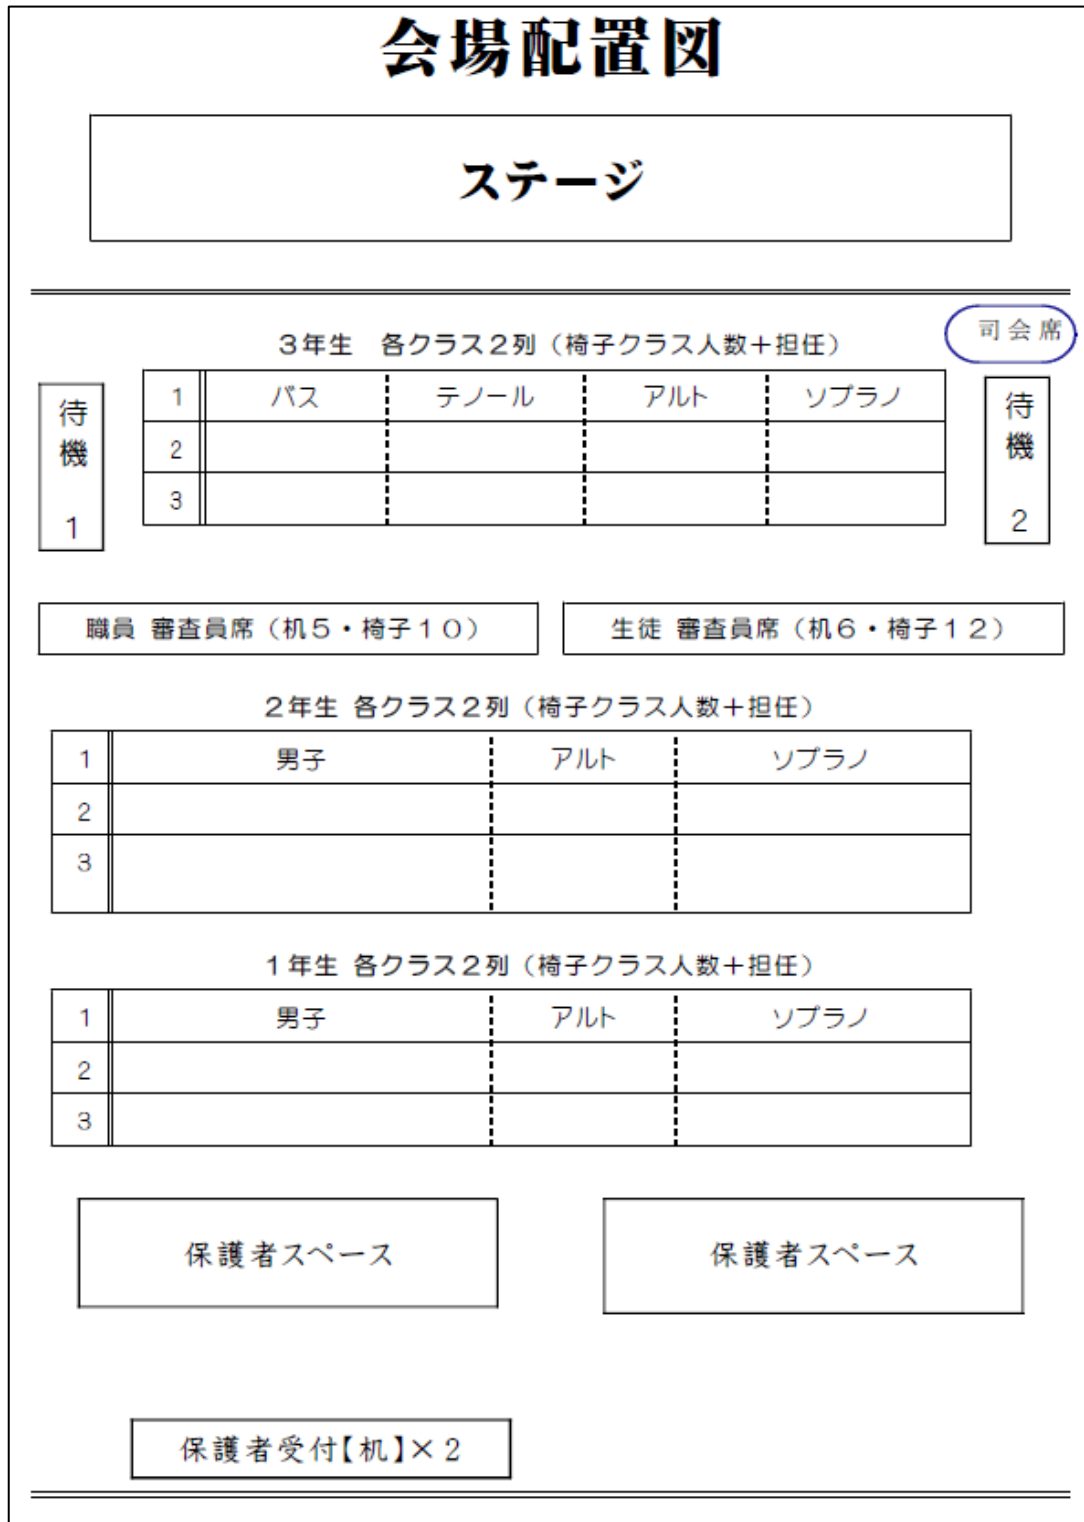 会場配置図
ステージ
司会席
3年生　各クラス2列（椅子クラス人数＋担任）
待機　1
1 バス テノール アルト ソプラノ
2
3
待機　2
職員 審査員席（机5・椅子10）
生徒 審査員席（机6・椅子12）
2年生 各クラス2列（椅子クラス人数＋担任）
1 男子 アルト ソプラノ
2
3
1年生 各クラス2列（椅子クラス人数＋担任）
1 男子 アルト ソプラノ
2
3
保護者スペース
保護者スペース
保護者受付【机】×2